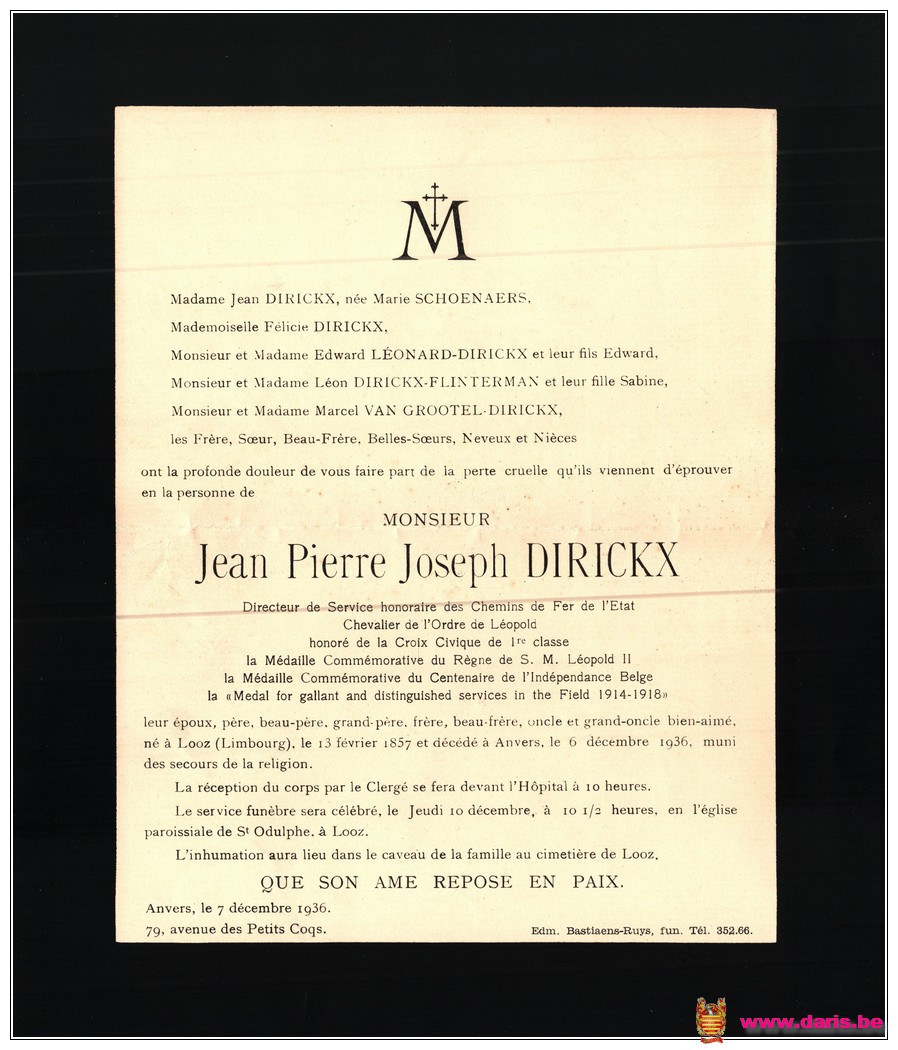 M
Madame Jean DIRICKX, née Marie SCHOENAERS,
Mademoiselle Félicie DIRICKX,
Monsieur et Madame Edward LÉONARD-DIRICKX et leur fils Edward,
Monsieur et Madame Léon DIRICKX-FLINTERMAN et leur fille Sabine,
Monsieur et Madame Marcel VAN GROOTEL-DIRICKX,
les Frère, Sœur, Beau-Frère, Belles-Sœurs, Neveux et Nièces
ont la profonde douleur de vous faire part de la perte cruelle qu'ils viennent d'éprouver
en la personne de
MONSIEUR
Jean Pierre Joseph DIRICKX
Directeur de Service honoraire des Chemins de Fer de l'Etat
Chevalier de l'Ordre de Léopold
honoré de la Croix Civique de 1re classe
la Médaille Commémorative du Règne de S. M. Léopold II
la Médaille Commémorative du Centenaire de l'Indépendance Belge
la «Medal for gallant and distinguished services in the Field 1914-1918»
leur époux, père, beau-père, grand-père, frère, beau-frère, oncle et grand-oncle bien-aimé,
né à Looz (Limbourg), le 13 février 1857 et décédé à Anvers, le 6 décembre 1936, muni
des secours de la religion.
La réception du corps par le Clergé se fera devant l'Hôpital à 10 heures.
Le service funèbre sera célébré, le Jeudi 10 décembre, à 10 1/2 heures, en l'église
paroissiale de St Odulphe, à Looz.
L'inhumation aura lieu dans le caveau de la famille au cimetière de Looz.
QUE SON AME REPOSE EN PAIX.
Anvers, le 7 décembre 1936.
79, avenue des Petits Coqs.
Edm. Bastiaens-Ruys, fun. Tél. 352.66.
www.daris.be